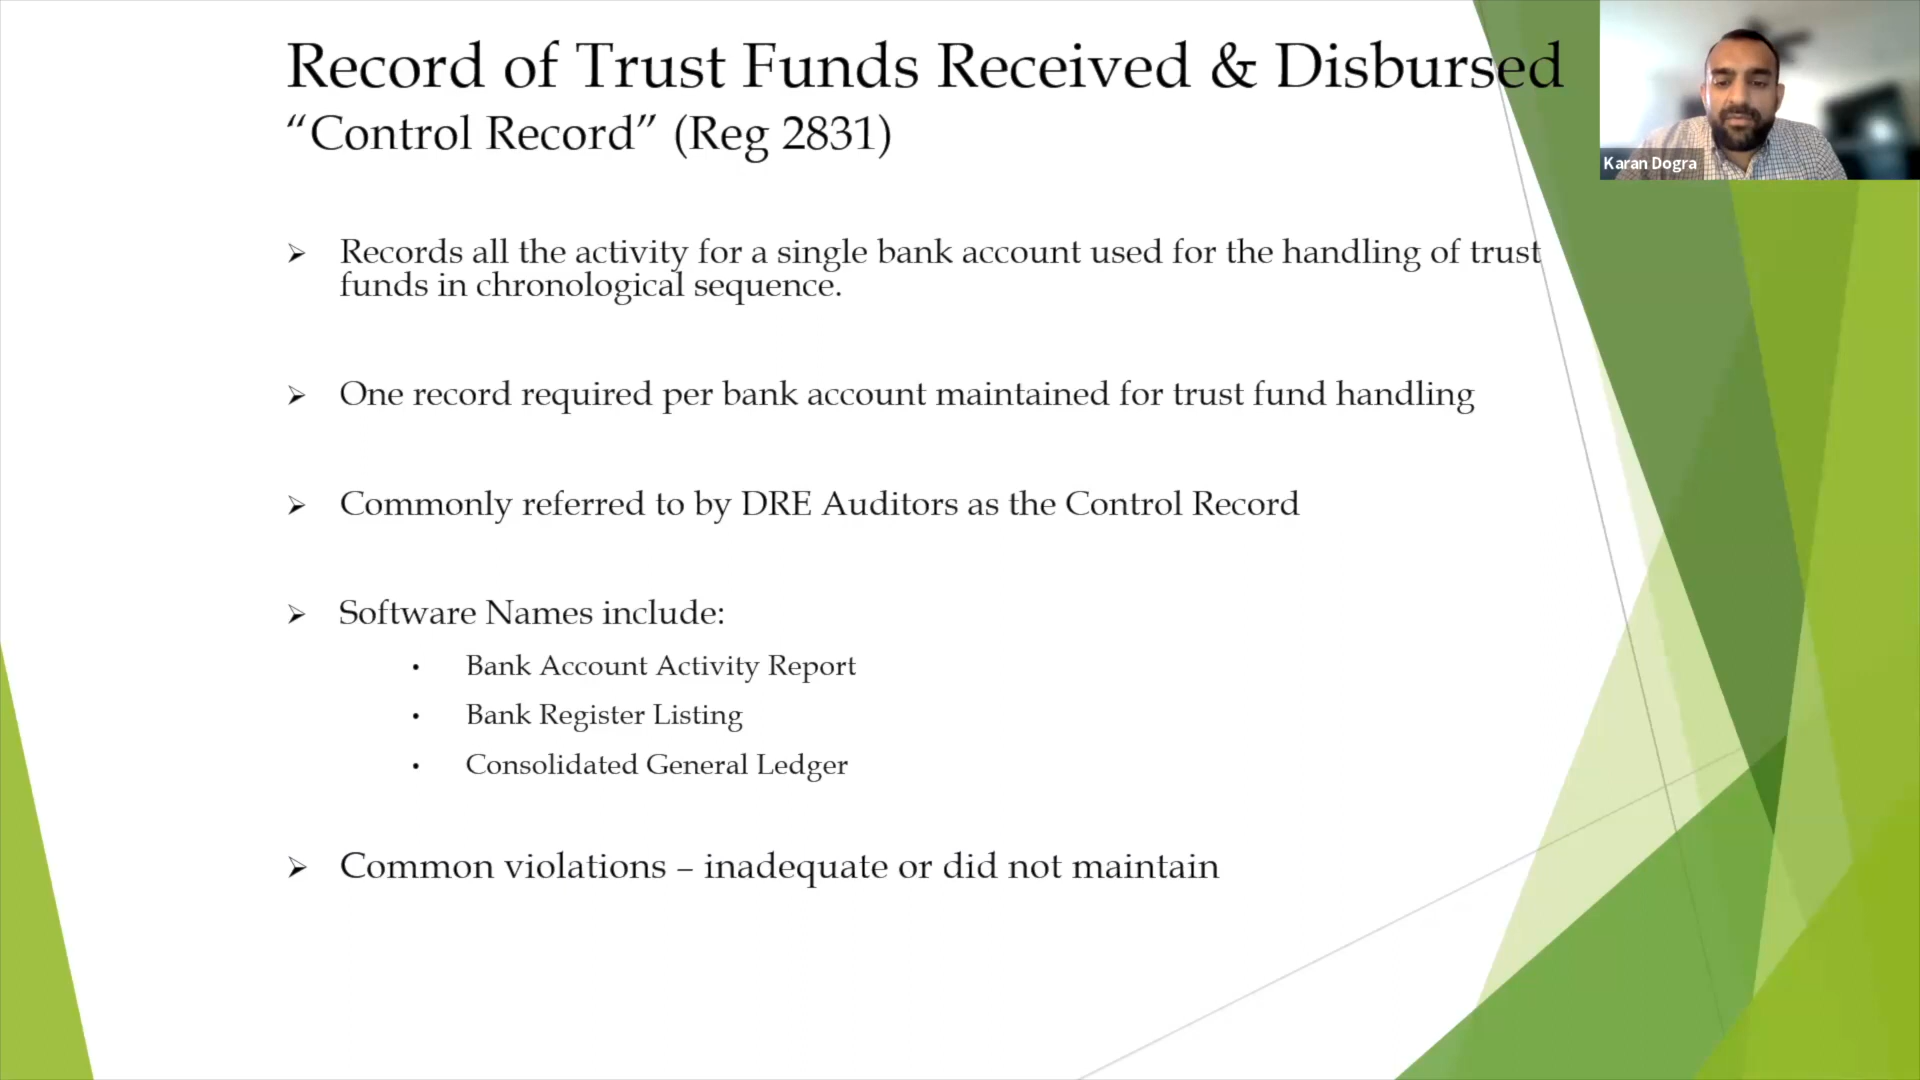 Record of Trust Funds Received & Disbursed
“Control Record” (Reg 2831)
Karan Dogra
➢ Records all the activity for a single bank account used for the handling of trust
funds in chronological sequence.
➢ One record required per bank account maintained for trust fund handling
➢ Commonly referred to by DRE Auditors as the Control Record
➢ Software Names include:
• Bank Account Activity Report
• Bank Register Listing
• Consolidated General Ledger
➢ Common violations – inadequate or did not maintain